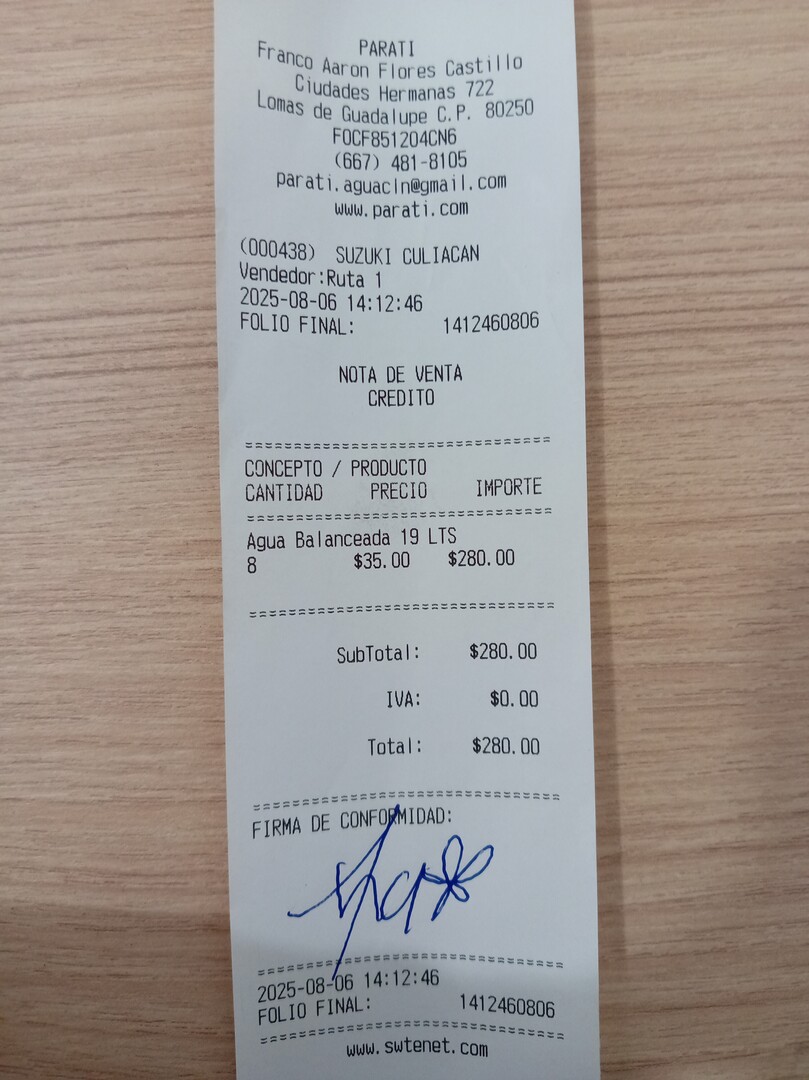 PARATI
Franco Aaron Flores Castillo
Ciudades Hermanas 722
Lomas de Guadalupe C.P. 80250
FOCF851204CN6
(667) 481-8105
parati.aguacln@gmail.com
www.parati.com
(000438) SUZUKI CULIACAN
Vendedor:Ruta 1
2025-08-06 14:12:46
FOLIO FINAL: 1412460806
NOTA DE VENTA
CREDITO
CONCEPTO / PRODUCTO
CANTIDAD PRECIO IMPORTE
Agua Balanceada 19 LTS
8 $35.00 $280.00
SubTotal: $280.00
IVA: $0.00
Total: $280.00
FIRMA DE CONFORMIDAD:
2025-08-06 14:12:46
FOLIO FINAL: 1412460806
www.swtenet.com